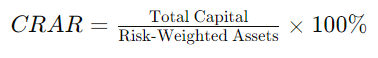 CRAR = Total Capital / Risk-Weighted Assets × 100%